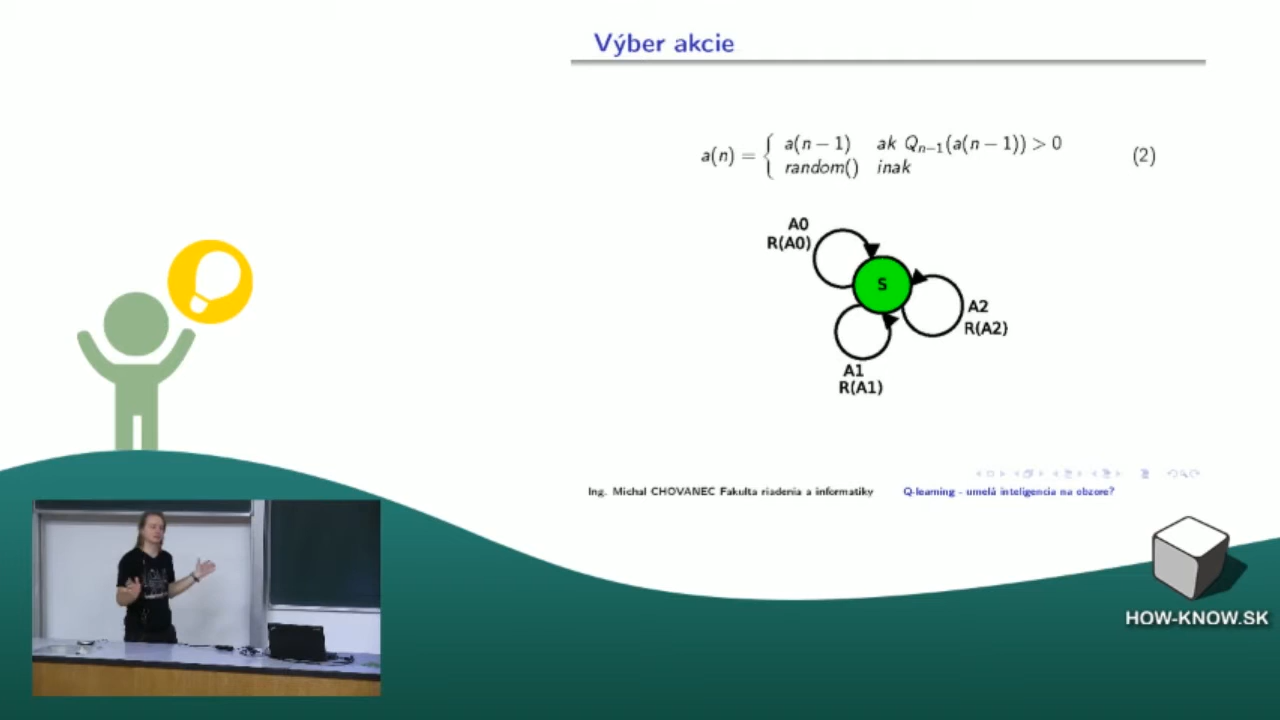 Výber akcie
a(n) = { a(n − 1) ak Q_{n−1}(a(n − 1)) > 0
random() inak
(2)
A0
R(A0)
S
A2
R(A2)
A1
R(A1)
Ing. Michal CHOVANEC Fakulta riadenia a informatiky Q-learning - umelá inteligencia na obzore?
HOW-KNOW.SK